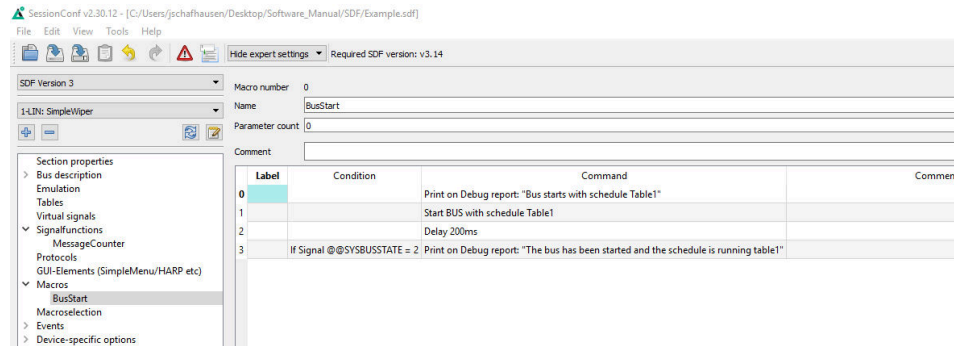 SessionConf v2.30.12 - [C:/Users/jschafhausen/Desktop/Software_Manual/SDF/Example.sdf]
File Edit View Tools Help
Hide expert settings Required SDF version: v3.14
SDF Version 3
1-LIN: SimpleWiper
Section properties
Bus description
Emulation
Tables
Virtual signals
Signalfunctions
MessageCounter
Protocols
GUI-Elements (SimpleMenu/HARP etc)
Macros
BusStart
Macroselection
Events
Device-specific options
Macro number 0
Name BusStart
Parameter count 0
Comment
Label Condition Command Commen
0 Print on Debug report: "Bus starts with schedule Table1"
1 Start BUS with schedule Table1
2 Delay 200ms
3 If Signal @@SYSBUSSTATE = 2 Print on Debug report: "The bus has been started and the schedule is running table1"